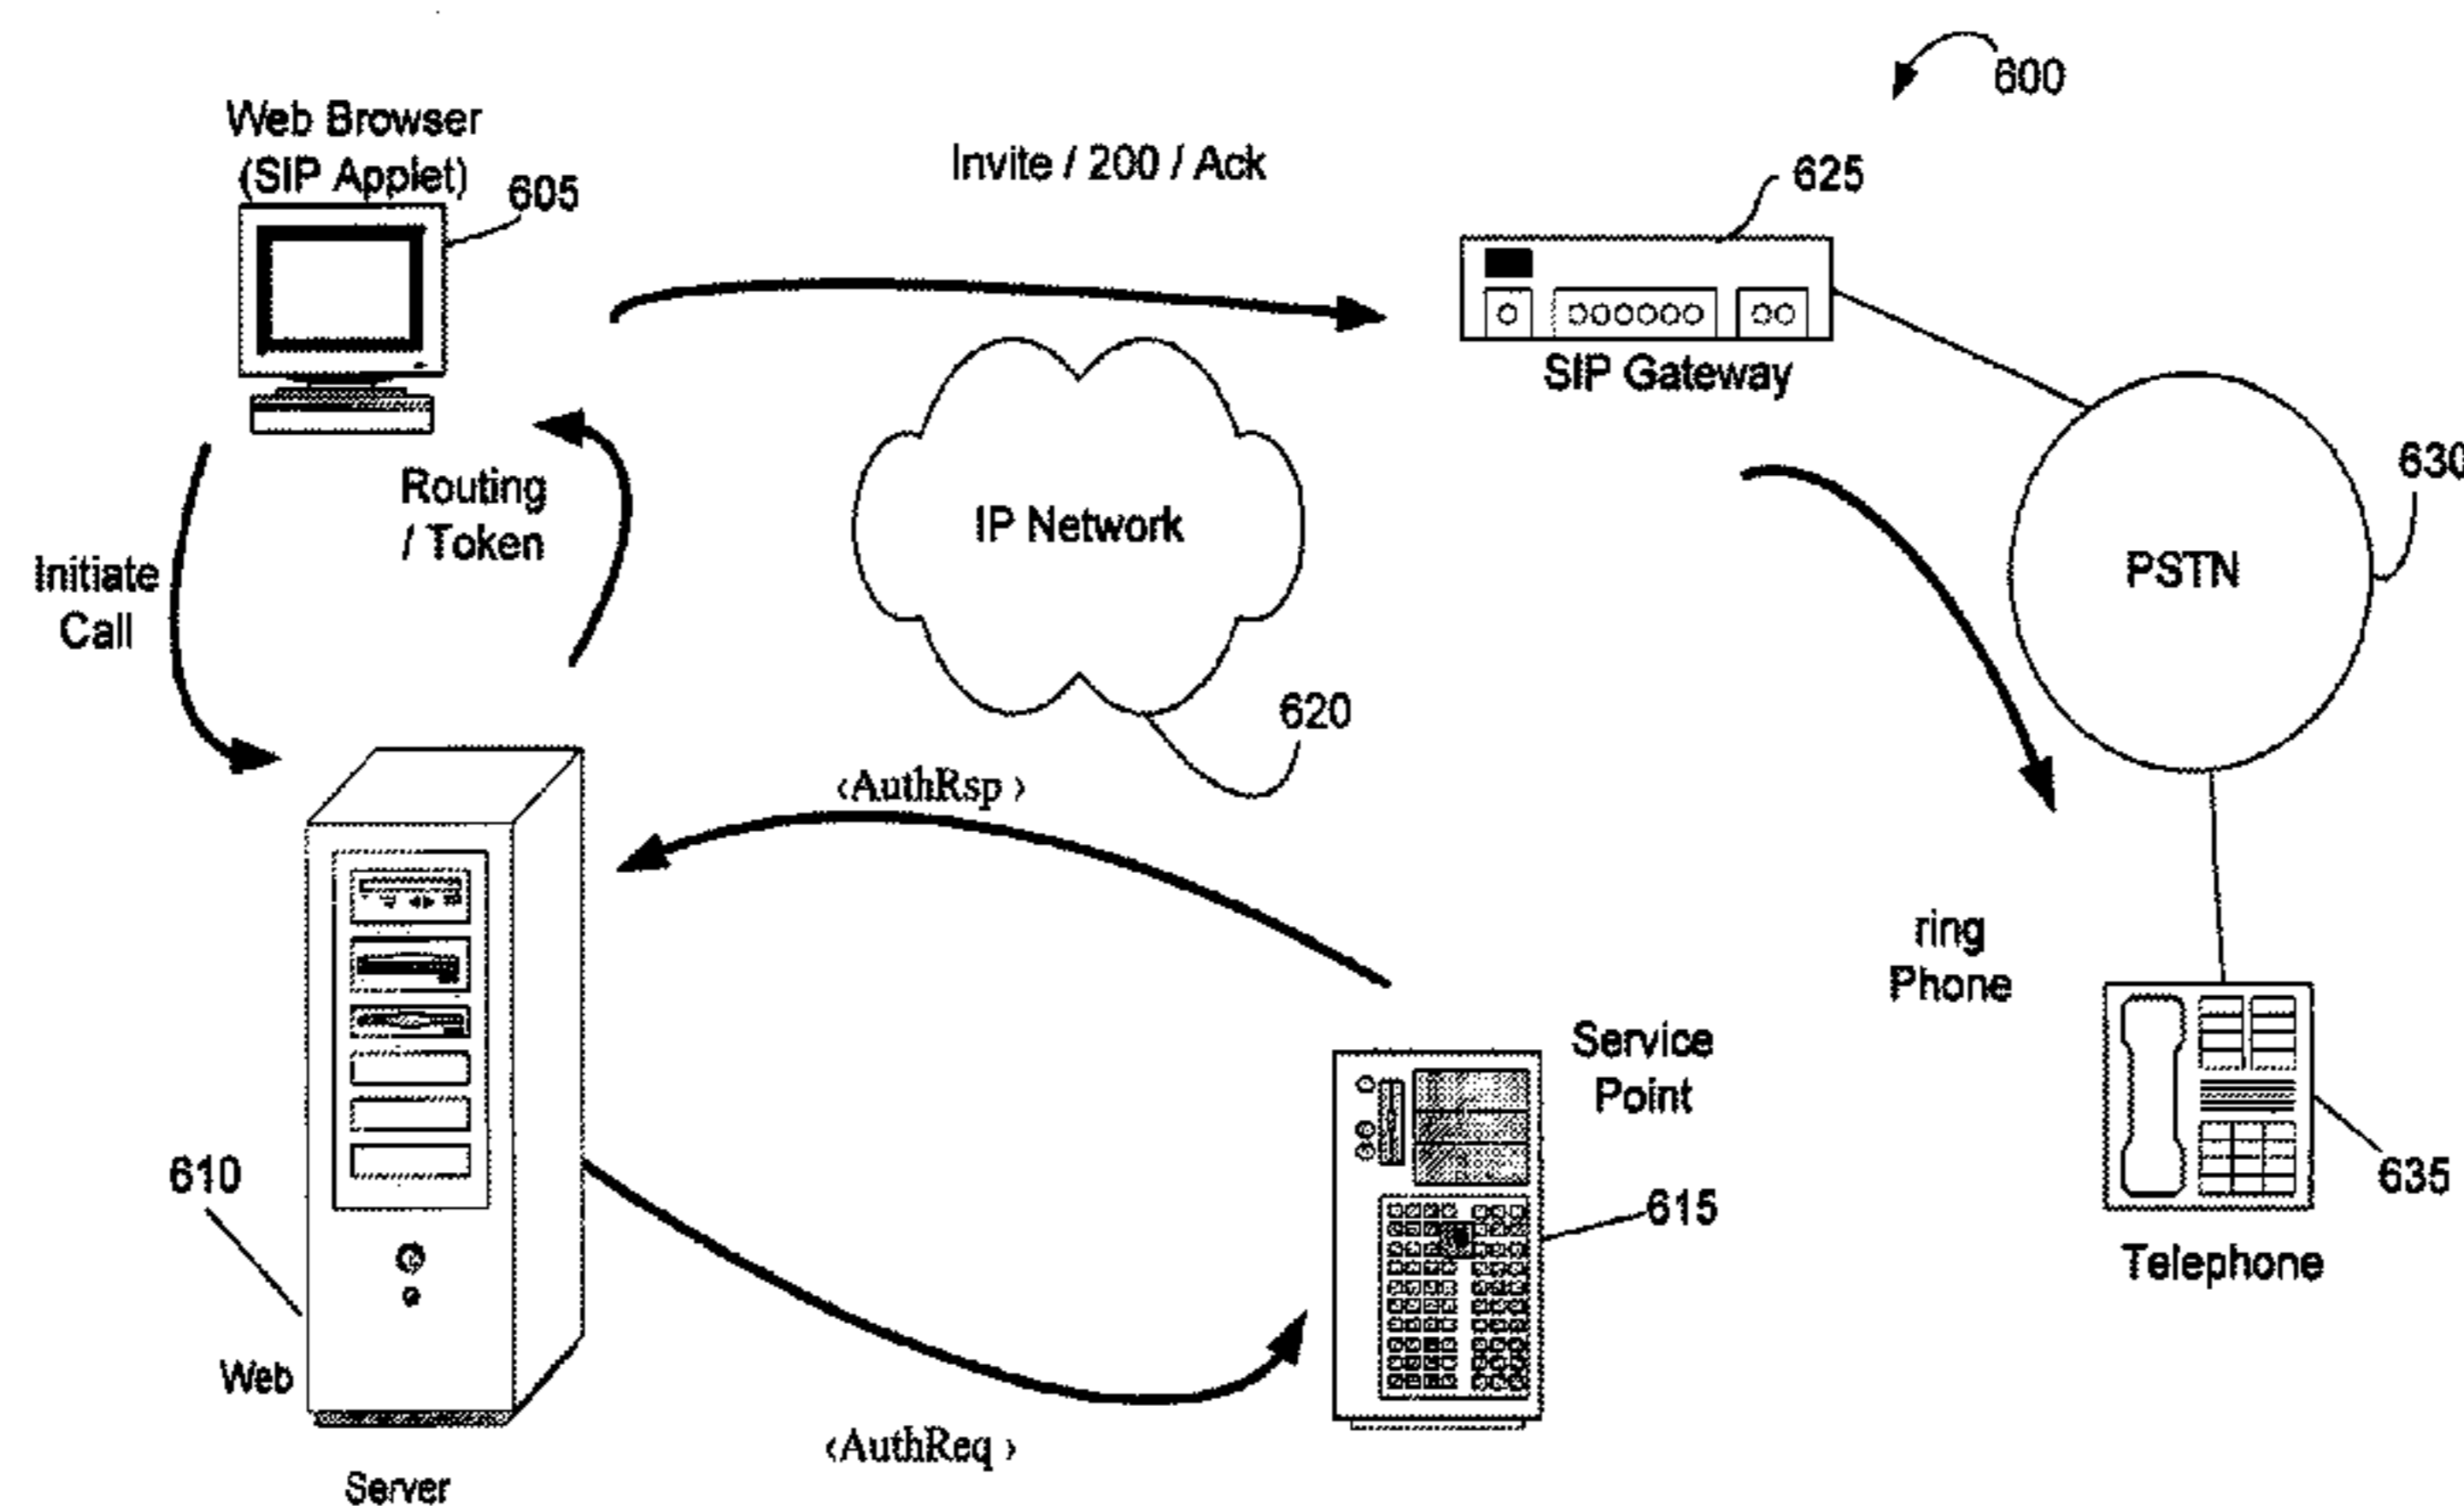 600
Web Browser
(SIP Applet)
605
Invite / 200 / Ack
625
SIP Gateway
Routing
/ Token
Initiate
Call
IP Network
630
PSTN
620
‹AuthRsp ›
ring
Phone
Service
Point
610
615
635
Telephone
Web
‹AuthReq ›
Server